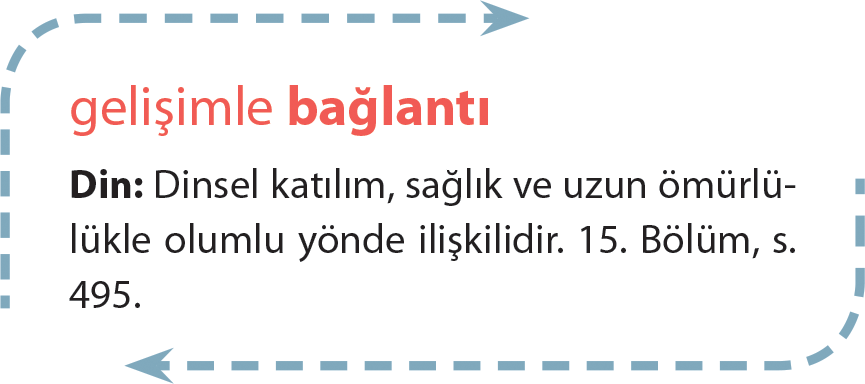 gelişimle bağlantı
Din: Dinsel katılım, sağlık ve uzun ömürlü-
lükle olumlu yönde ilişkilidir. 15. Bölüm, s.
495.